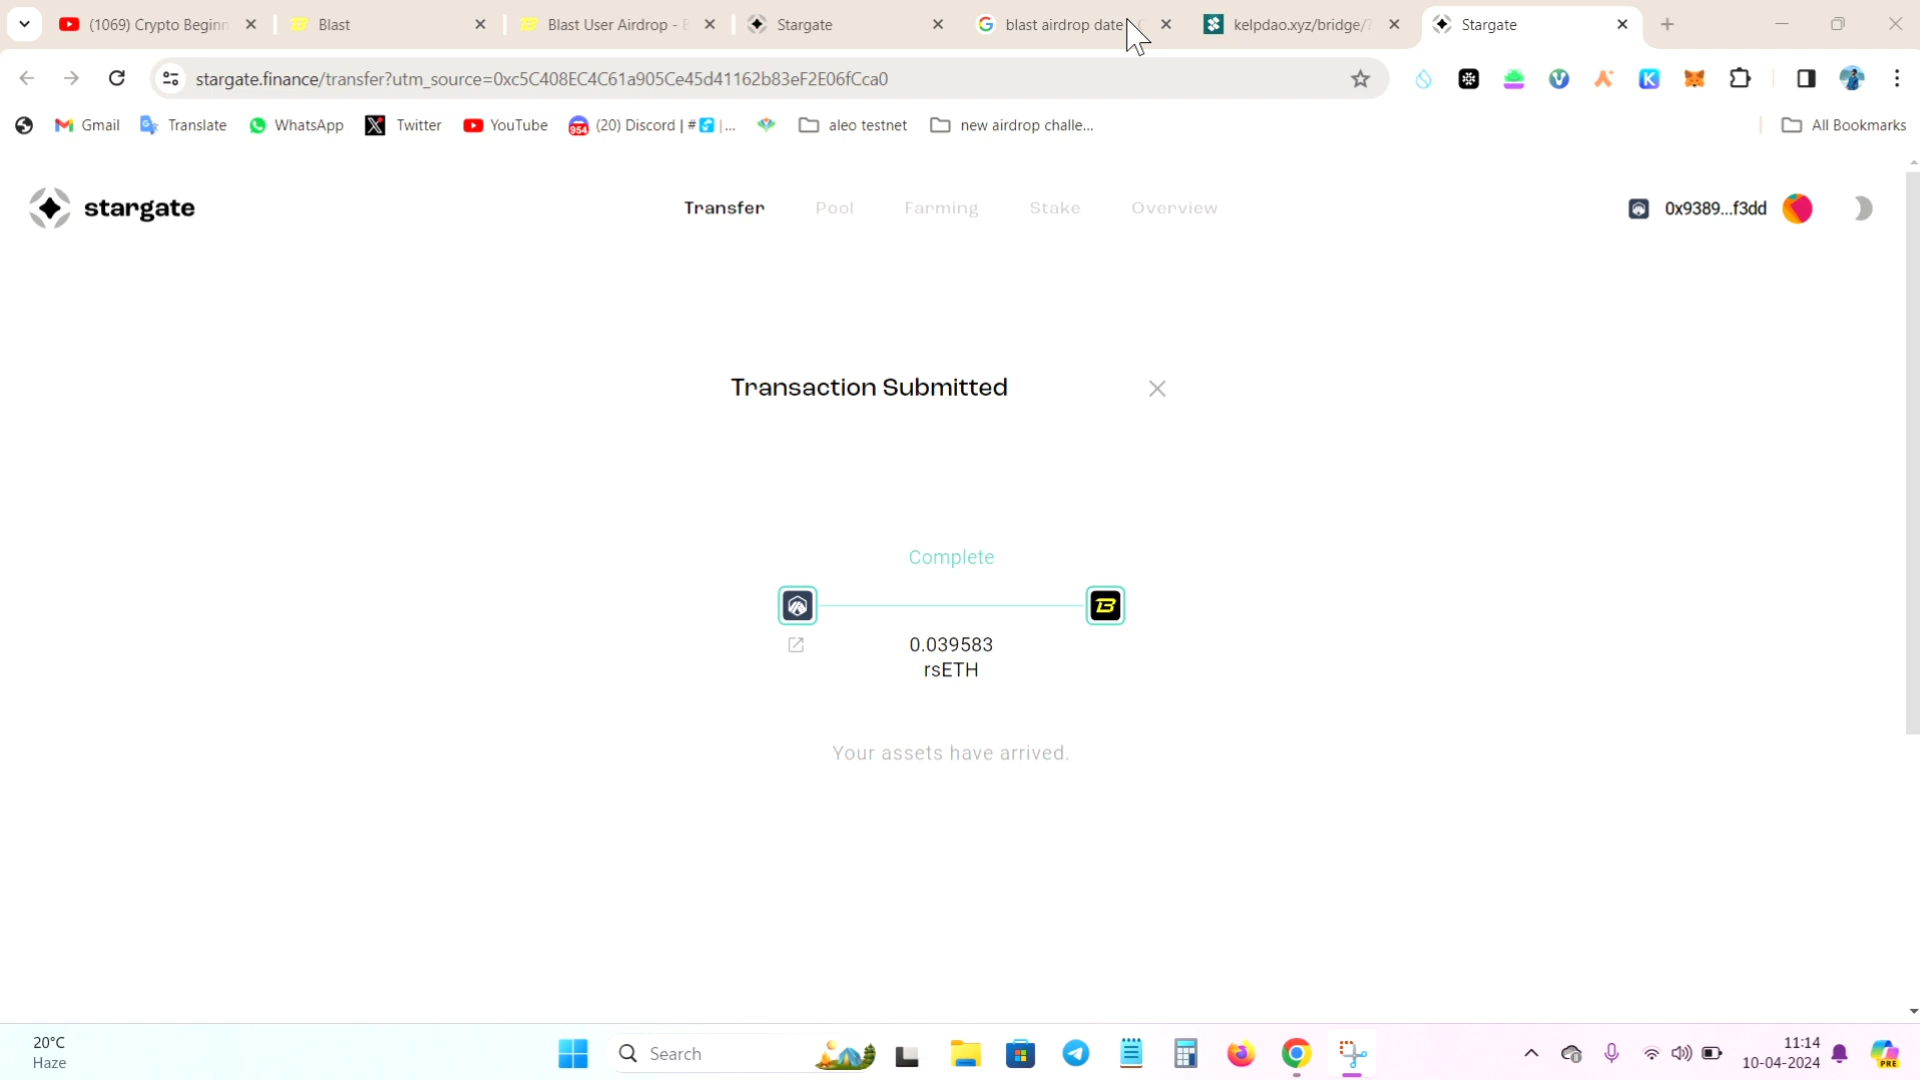 (1069) Crypto Beginn
Blast
Blast User Airdrop -
Stargate
blast airdrop date
kelpdao.xyz/bridge/?
Stargate
stargate.finance/transfer?utm_source=0xc5C408EC4C61a905Ce45d41162b83eF2E06fCca0
Gmail
Translate
WhatsApp
Twitter
YouTube
(20) Discord | # | ...
aleo testnet
new airdrop challe...
All Bookmarks
stargate
Transfer
Pool
Farming
Stake
Overview
0x9389...f3dd
Transaction Submitted
Complete
0.039583
rsETH
Your assets have arrived.
20°C
Haze
Search
11:14
10-04-2024
PRE